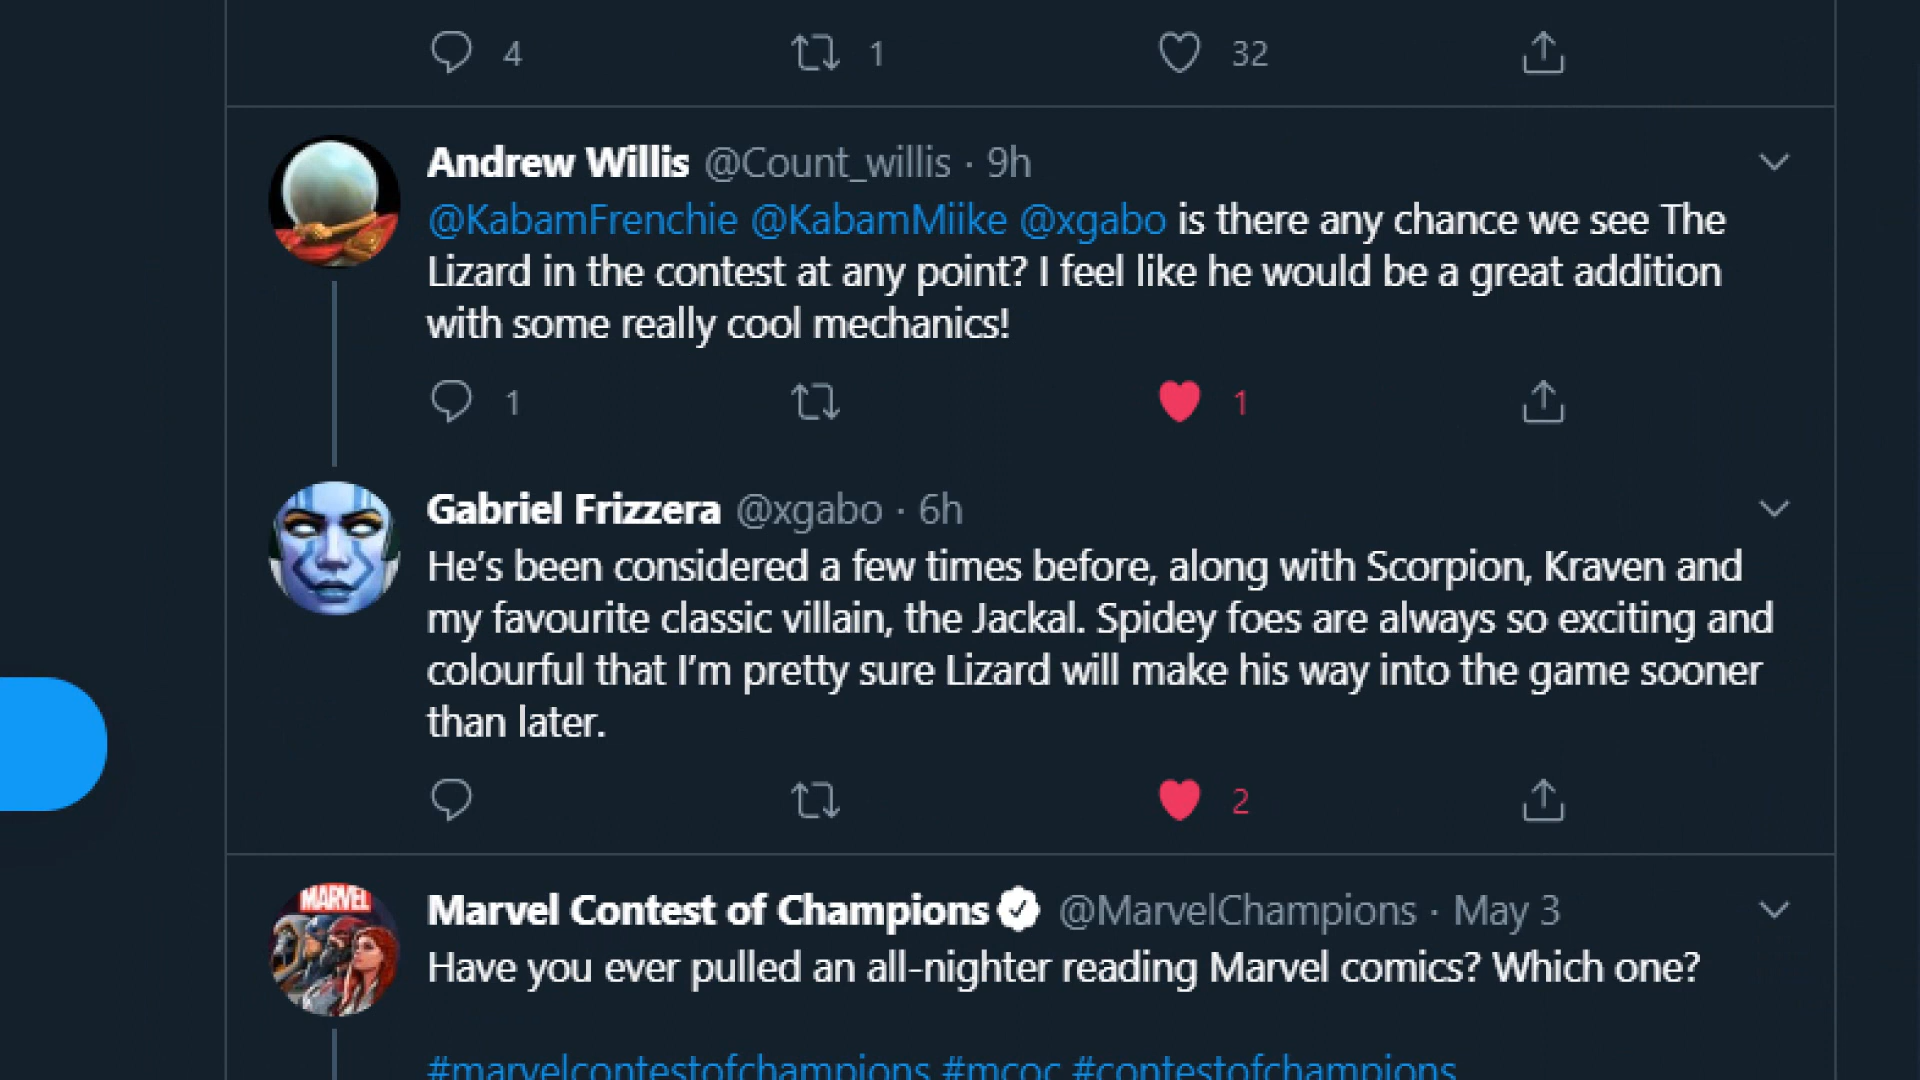 4 1 32
Andrew Willis @Count_willis · 9h
@KabamFrenchie @KabamMiike @xgabo is there any chance we see The
Lizard in the contest at any point? I feel like he would be a great addition
with some really cool mechanics!
1 1
Gabriel Frizzera @xgabo · 6h
He's been considered a few times before, along with Scorpion, Kraven and
my favourite classic villain, the Jackal. Spidey foes are always so exciting and
colourful that I'm pretty sure Lizard will make his way into the game sooner
than later.
2
MARVEL
Marvel Contest of Champions @MarvelChampions · May 3
Have you ever pulled an all-nighter reading Marvel comics? Which one?
#marvelcontestofchampions #mcoc #contestofchampions